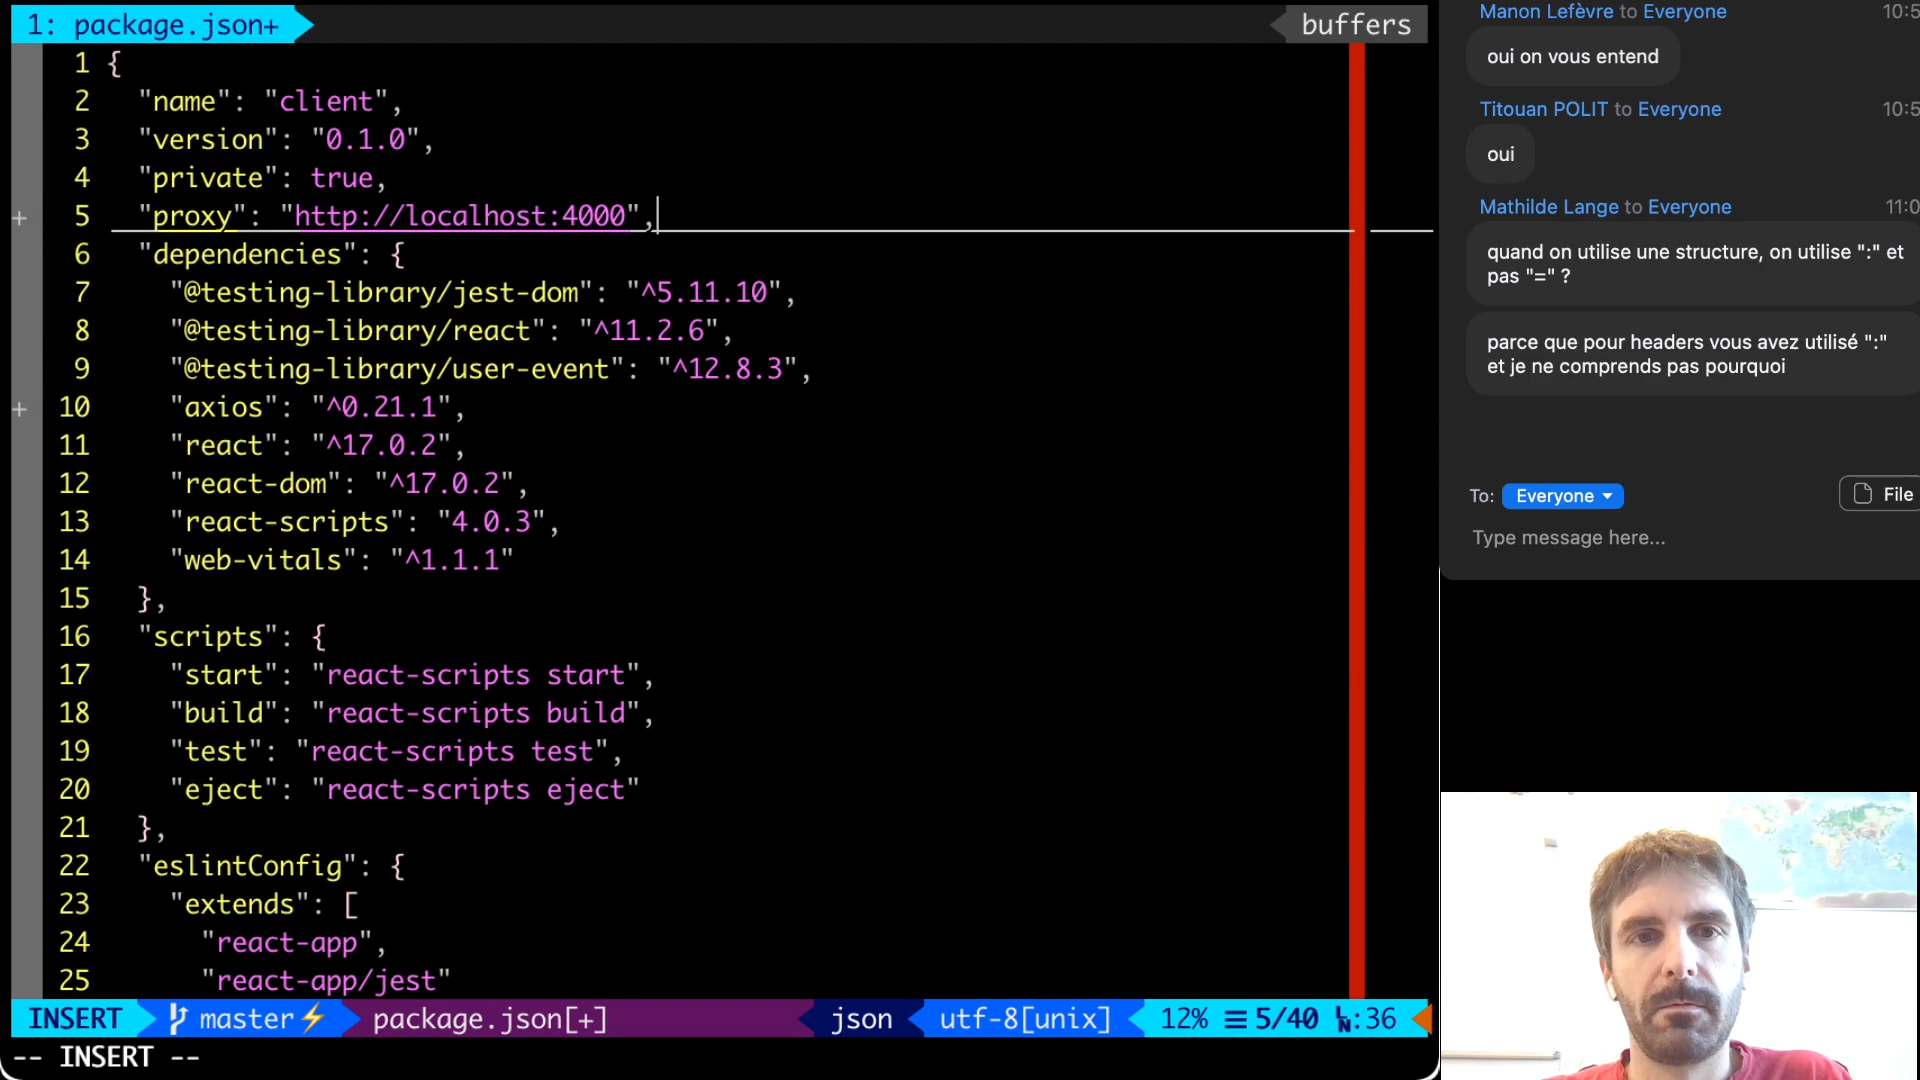 1: package.json+
buffers
1 {
2 "name": "client",
3 "version": "0.1.0",
4 "private": true,
+ 5 "proxy": "http://localhost:4000",
6 "dependencies": {
7 "@testing-library/jest-dom": "^5.11.10",
8 "@testing-library/react": "^11.2.6",
9 "@testing-library/user-event": "^12.8.3",
+ 10 "axios": "^0.21.1",
11 "react": "^17.0.2",
12 "react-dom": "^17.0.2",
13 "react-scripts": "4.0.3",
14 "web-vitals": "^1.1.1"
15 },
16 "scripts": {
17 "start": "react-scripts start",
18 "build": "react-scripts build",
19 "test": "react-scripts test",
20 "eject": "react-scripts eject"
21 },
22 "eslintConfig": {
23 "extends": [
24 "react-app",
25 "react-app/jest"
INSERT master⚡ package.json[+] json utf-8[unix] 12% ☰ 5/40 LN:36
-- INSERT --
Manon Lefèvre to Everyone 10:5
oui on vous entend
Titouan POLIT to Everyone 10:5
oui
Mathilde Lange to Everyone 11:0
quand on utilise une structure, on utilise ":" et
pas "=" ?
parce que pour headers vous avez utilisé ":"
et je ne comprends pas pourquoi
To: Everyone
File
Type message here...